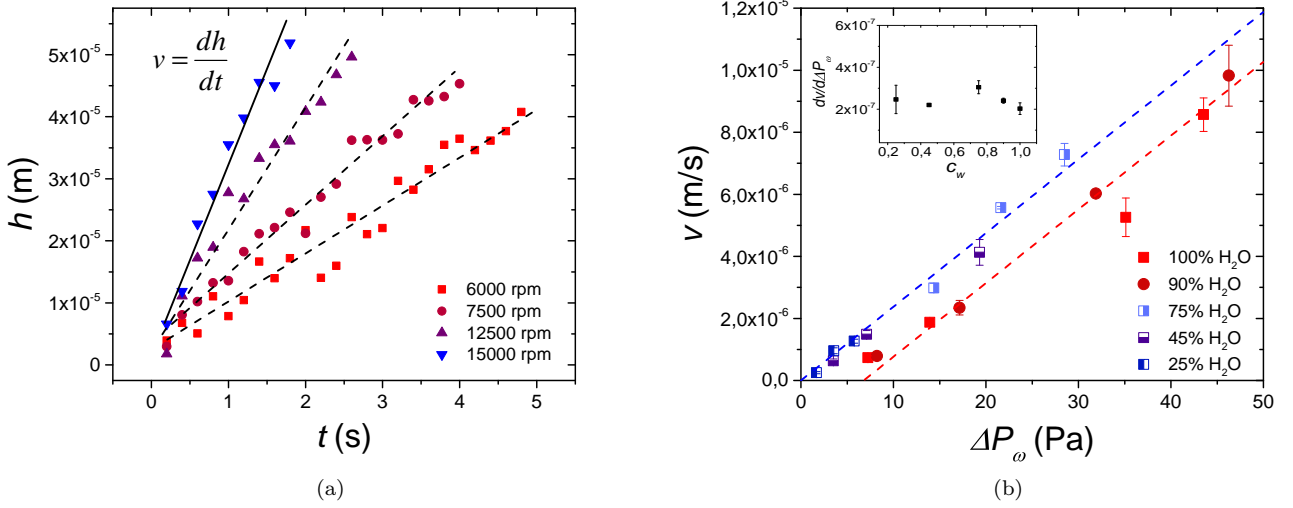 v = dh/dt
5x10⁻⁵
4x10⁻⁵
3x10⁻⁵
2x10⁻⁵
1x10⁻⁵
0
h (m)
6000 rpm
7500 rpm
12500 rpm
15000 rpm
0 1 2 3 4 5
t (s)
(a)
1,2x10⁻⁵
1,0x10⁻⁵
8,0x10⁻⁶
6,0x10⁻⁶
4,0x10⁻⁶
2,0x10⁻⁶
0,0
v (m/s)
6x10⁻⁷
4x10⁻⁷
2x10⁻⁷
dv/dΔP_ω
0,2 0,4 0,6 0,8 1,0
c_w
100% H₂O
90% H₂O
75% H₂O
45% H₂O
25% H₂O
0 10 20 30 40 50
ΔP_ω (Pa)
(b)